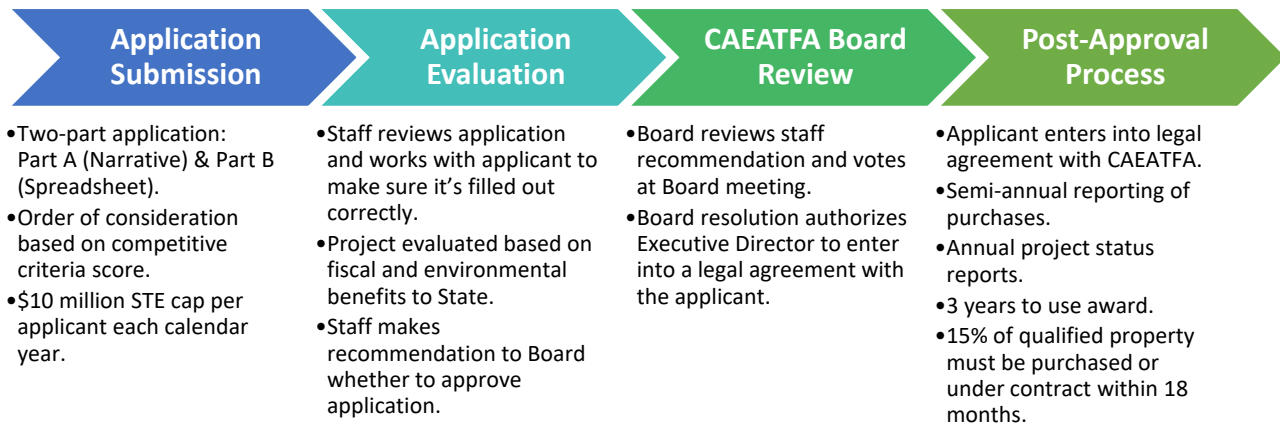 Application
Submission
•Two-part application:
Part A (Narrative) & Part B
(Spreadsheet).
•Order of consideration
based on competitive
criteria score.
•$10 million STE cap per
applicant each calendar
year.
Application
Evaluation
•Staff reviews application
and works with applicant to
make sure it's filled out
correctly.
•Project evaluated based on
fiscal and environmental
benefits to State.
•Staff makes
recommendation to Board
whether to approve
application.
CAEATFA Board
Review
•Board reviews staff
recommendation and votes
at Board meeting.
•Board resolution authorizes
Executive Director to enter
into a legal agreement with
the applicant.
Post-Approval
Process
•Applicant enters into legal
agreement with CAEATFA.
•Semi-annual reporting of
purchases.
•Annual project status
reports.
•3 years to use award.
•15% of qualified property
must be purchased or
under contract within 18
months.